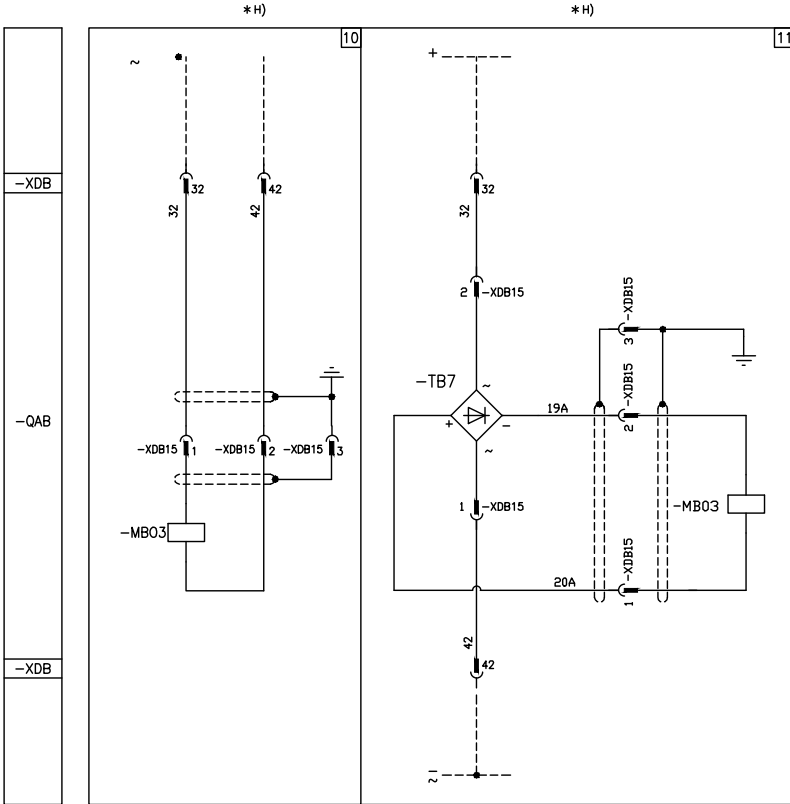 *H)
*H)
10
11
~
+
-XDB
32
42
32
32
42
32
2
-XDB15
-XDB15
3
-TB7
~
-XDB15
19A
+
-
2
-QAB
-XDB15
1
-XDB15
2
-XDB15
3
~
1
-XDB15
-MB03
-MB03
-XDB15
20A
1
42
-XDB
42
~
-